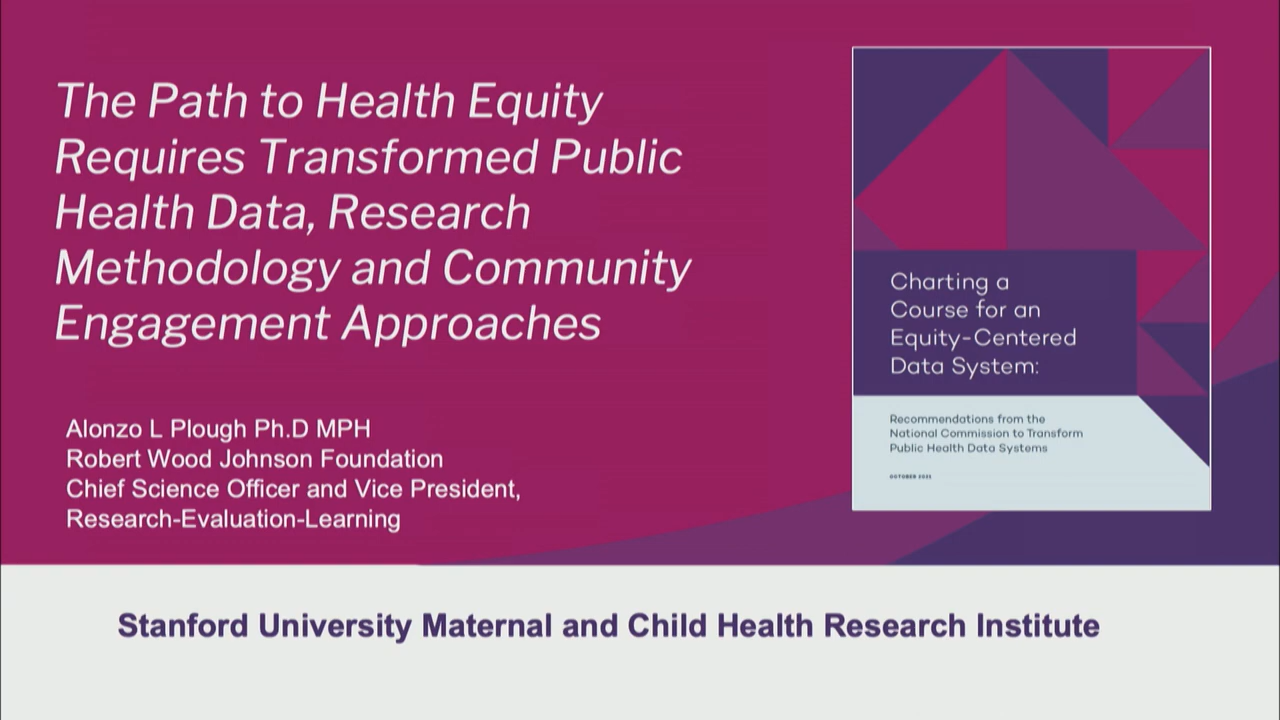 The Path to Health Equity
Requires Transformed Public
Health Data, Research
Methodology and Community
Engagement Approaches
Alonzo L Plough Ph.D MPH
Robert Wood Johnson Foundation
Chief Science Officer and Vice President,
Research-Evaluation-Learning
Charting a
Course for an
Equity-Centered
Data System:
Recommendations from the
National Commission to Transform
Public Health Data Systems
OCTOBER 2021
Stanford University Maternal and Child Health Research Institute